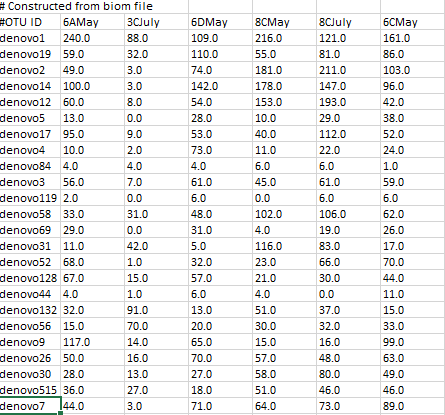 # Constructed from biom file
#OTU ID 6AMay 3CJuly 6DMay 8CMay 8CJuly 6CMay
denovo1 240.0 88.0 109.0 216.0 121.0 161.0
denovo19 59.0 32.0 110.0 55.0 81.0 86.0
denovo2 49.0 3.0 74.0 181.0 211.0 103.0
denovo14 100.0 3.0 142.0 178.0 147.0 96.0
denovo12 60.0 8.0 54.0 153.0 193.0 42.0
denovo5 13.0 0.0 28.0 10.0 29.0 38.0
denovo17 95.0 9.0 53.0 40.0 112.0 52.0
denovo4 10.0 2.0 73.0 11.0 22.0 24.0
denovo84 4.0 4.0 4.0 6.0 6.0 1.0
denovo3 56.0 7.0 61.0 45.0 61.0 59.0
denovo119 2.0 0.0 6.0 0.0 6.0 6.0
denovo58 33.0 31.0 48.0 102.0 106.0 62.0
denovo69 29.0 0.0 31.0 4.0 19.0 26.0
denovo31 11.0 42.0 5.0 116.0 83.0 17.0
denovo52 68.0 1.0 32.0 23.0 66.0 70.0
denovo128 67.0 15.0 57.0 21.0 30.0 44.0
denovo44 4.0 1.0 6.0 4.0 0.0 11.0
denovo132 32.0 91.0 13.0 51.0 37.0 15.0
denovo56 15.0 70.0 20.0 30.0 32.0 33.0
denovo9 117.0 14.0 65.0 15.0 16.0 99.0
denovo26 50.0 16.0 70.0 57.0 48.0 63.0
denovo30 28.0 13.0 27.0 58.0 80.0 49.0
denovo515 36.0 27.0 18.0 51.0 46.0 46.0
denovo7 44.0 3.0 71.0 64.0 73.0 89.0